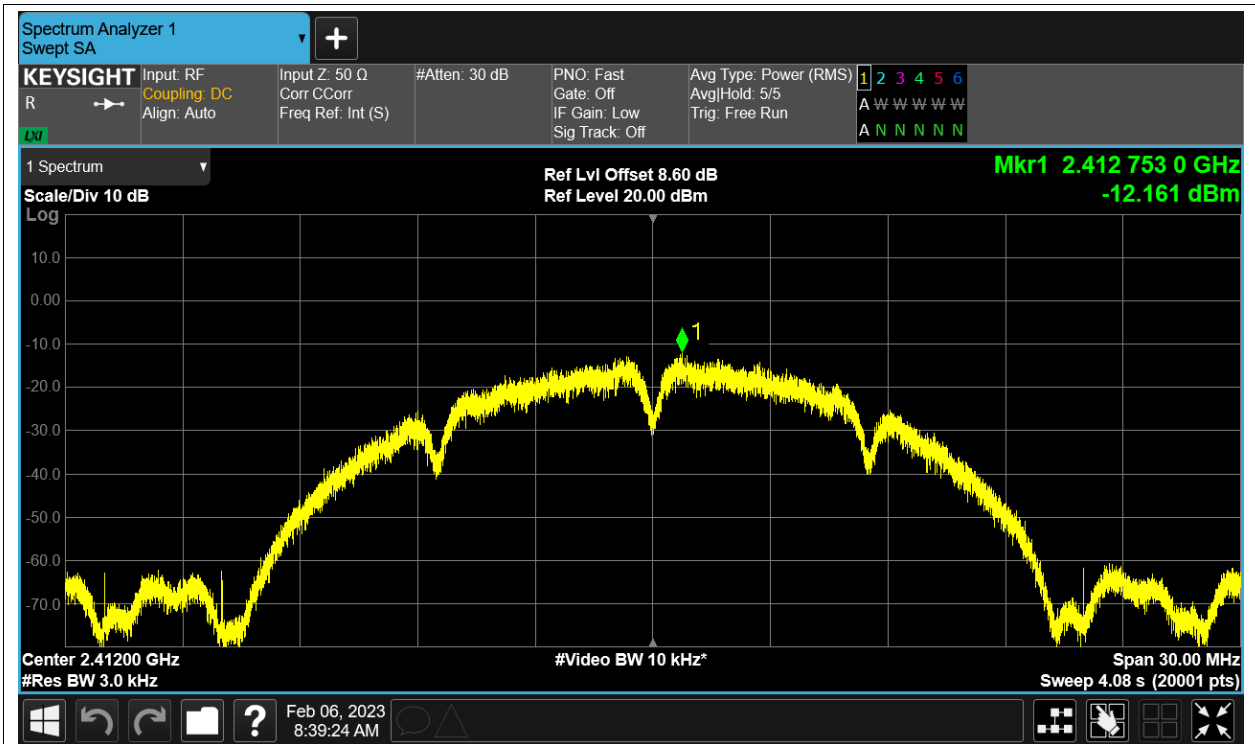 Spectrum Analyzer 1
Swept SA
KEYSIGHT
R
LXI
Input: RF
Coupling: DC
Align: Auto
Input Z: 50 Ω
Corr CCorr
Freq Ref: Int (S)
#Atten: 30 dB
PNO: Fast
Gate: Off
IF Gain: Low
Sig Track: Off
Avg Type: Power (RMS)
Avg|Hold: 5/5
Trig: Free Run
1 2 3 4 5 6
A W W W W W
A N N N N N
1 Spectrum
Scale/Div 10 dB
Log
Ref Lvl Offset 8.60 dB
Ref Level 20.00 dBm
Mkr1 2.412 753 0 GHz
-12.161 dBm
10.0
0.00
-10.0
-20.0
-30.0
-40.0
-50.0
-60.0
-70.0
1
Center 2.41200 GHz
#Res BW 3.0 kHz
#Video BW 10 kHz*
Span 30.00 MHz
Sweep 4.08 s (20001 pts)
?
Feb 06, 2023
8:39:24 AM